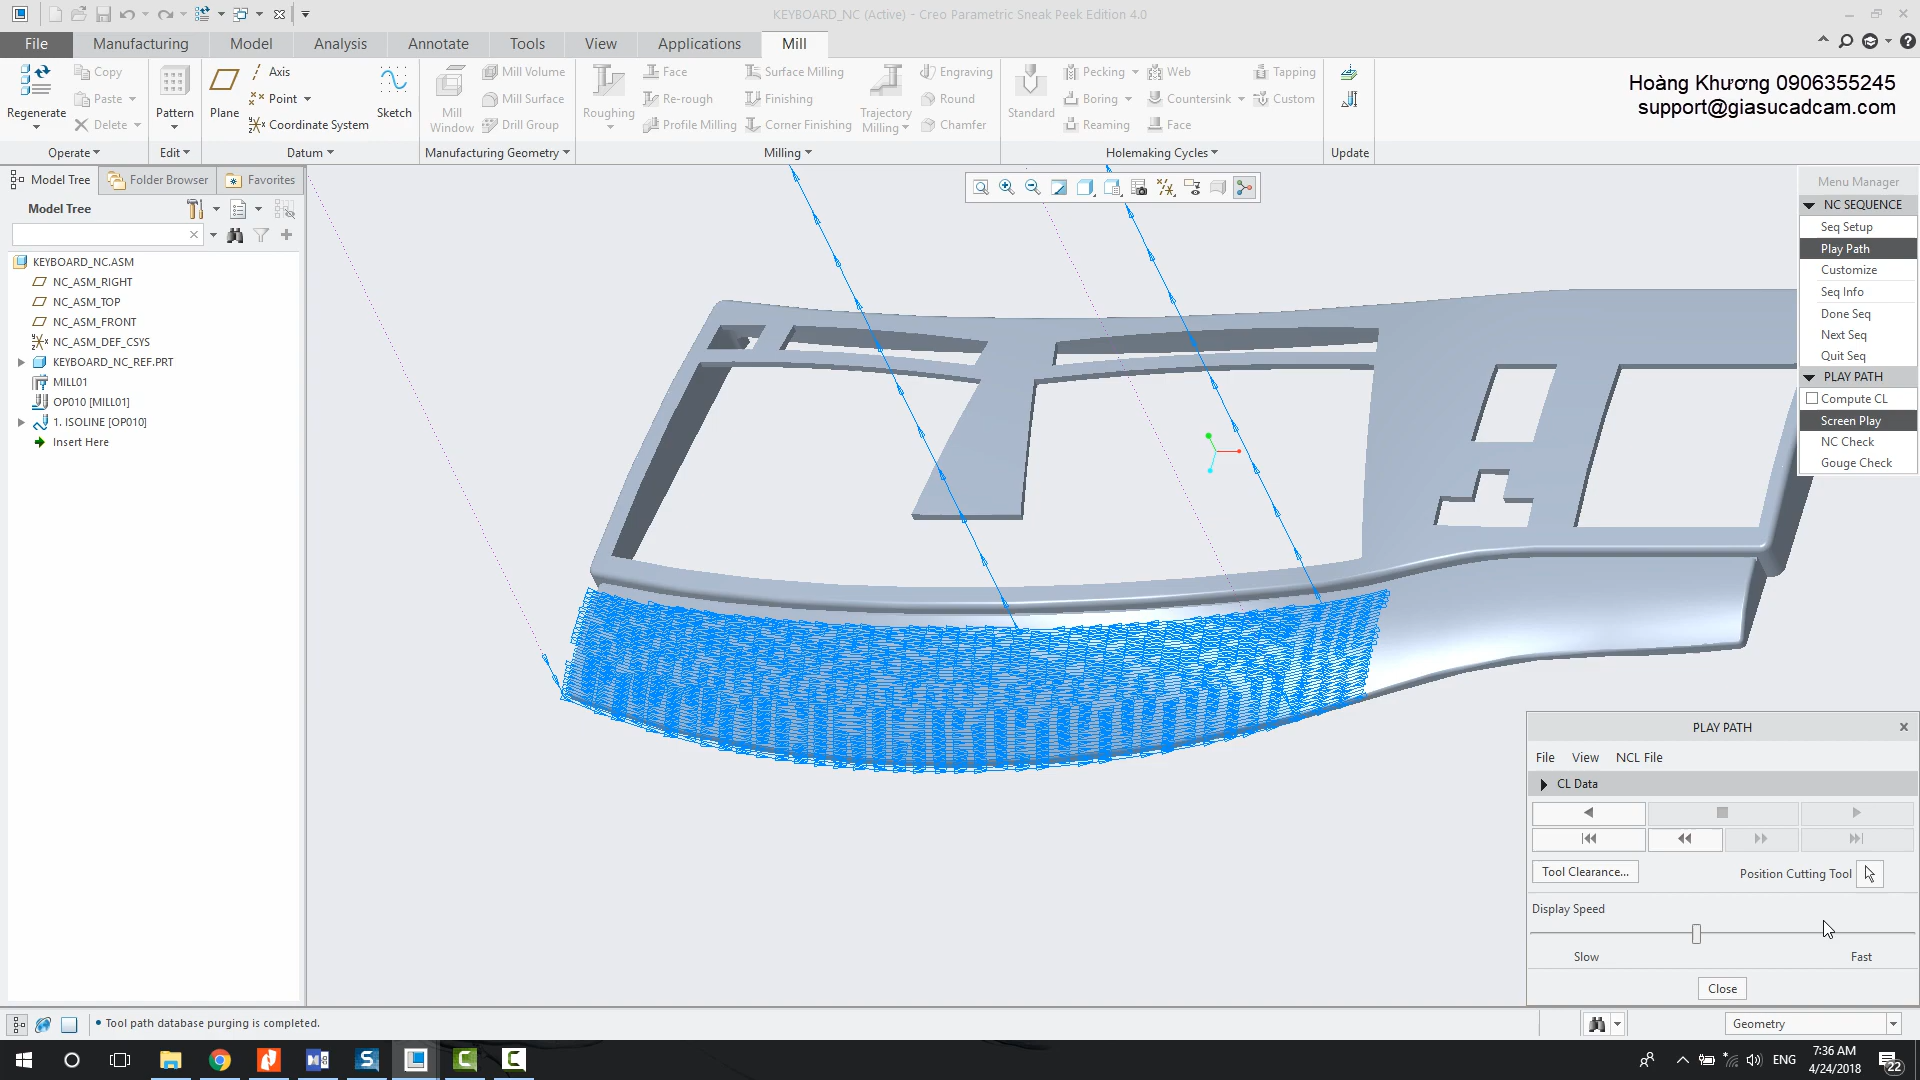 KEYBOARD_NC (Active) - Creo Parametric Sneak Peek Edition 4.0
File
Manufacturing
Model
Analysis
Annotate
Tools
View
Applications
Mill
Regenerate
Copy
Paste
Delete
Operate
Pattern
Edit
Plane
Axis
Point
Coordinate System
Sketch
Datum
Mill Window
Mill Volume
Mill Surface
Drill Group
Manufacturing Geometry
Roughing
Face
Re-rough
Profile Milling
Surface Milling
Finishing
Corner Finishing
Trajectory Milling
Engraving
Round
Chamfer
Milling
Standard
Pecking
Boring
Reaming
Web
Countersink
Face
Tapping
Custom
Holemaking Cycles
Update
Hoàng Khương 0906355245
support@giasucadcam.com
Model Tree
Folder Browser
Favorites
Model Tree
KEYBOARD_NC.ASM
NC_ASM_RIGHT
NC_ASM_TOP
NC_ASM_FRONT
NC_ASM_DEF_CSYS
KEYBOARD_NC_REF.PRT
MILL01
OP010 [MILL01]
1. ISOLINE [OP010]
Insert Here
Menu Manager
NC SEQUENCE
Seq Setup
Play Path
Customize
Seq Info
Done Seq
Next Seq
Quit Seq
PLAY PATH
Compute CL
Screen Play
NC Check
Gouge Check
PLAY PATH
File
View
NCL File
CL Data
Tool Clearance...
Position Cutting Tool
Display Speed
Slow
Fast
Close
Tool path database purging is completed.
Geometry
ENG
7:36 AM
4/24/2018
22